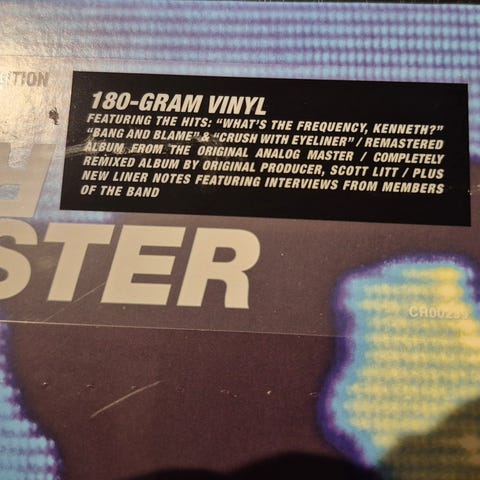 TION
180-GRAM VINYL
FEATURING THE HITS: "WHAT'S THE FREQUENCY, KENNETH?"
"BANG AND BLAME" & "CRUSH WITH EYELINER" / REMASTERED
ALBUM FROM THE ORIGINAL ANALOG MASTER / COMPLETELY
REMIXED ALBUM BY ORIGINAL PRODUCER, SCOTT LITT / PLUS
NEW LINER NOTES FEATURING INTERVIEWS FROM MEMBERS
OF THE BAND
STER